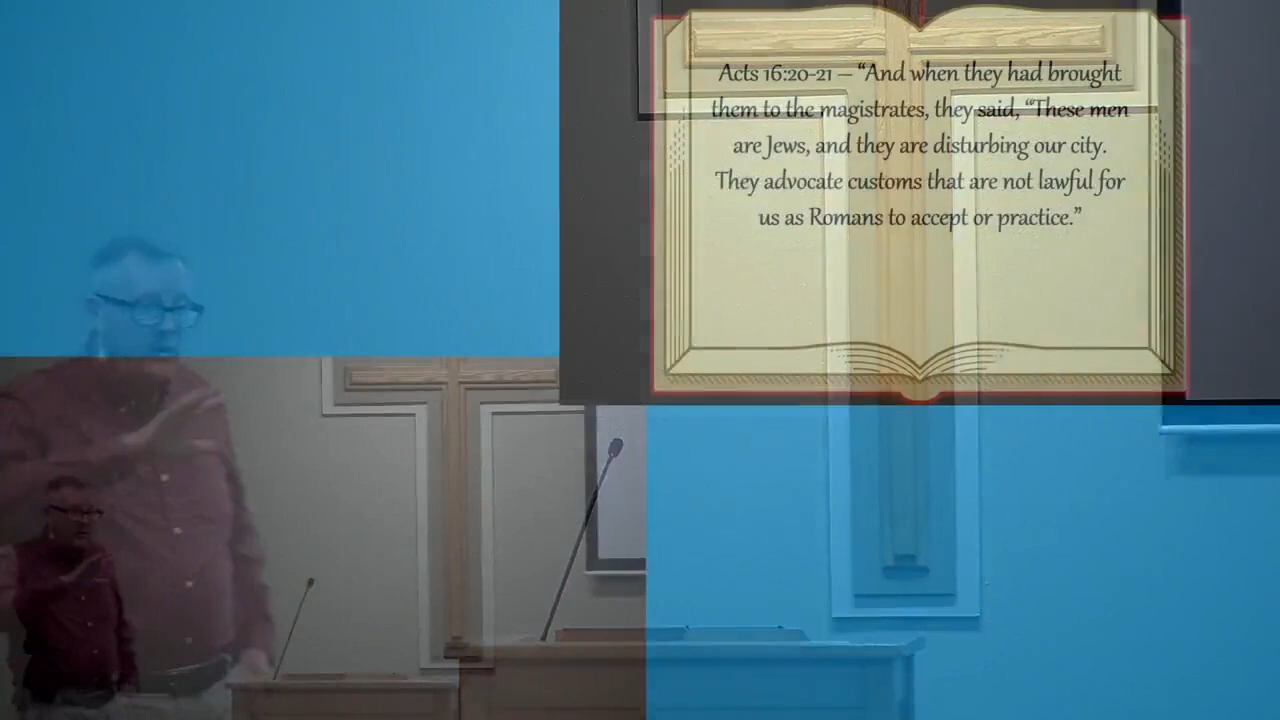 Acts 16:20-21 – “And when they had brought
them to the magistrates, they said, “These men
are Jews, and they are disturbing our city.
They advocate customs that are not lawful for
us as Romans to accept or practice.”